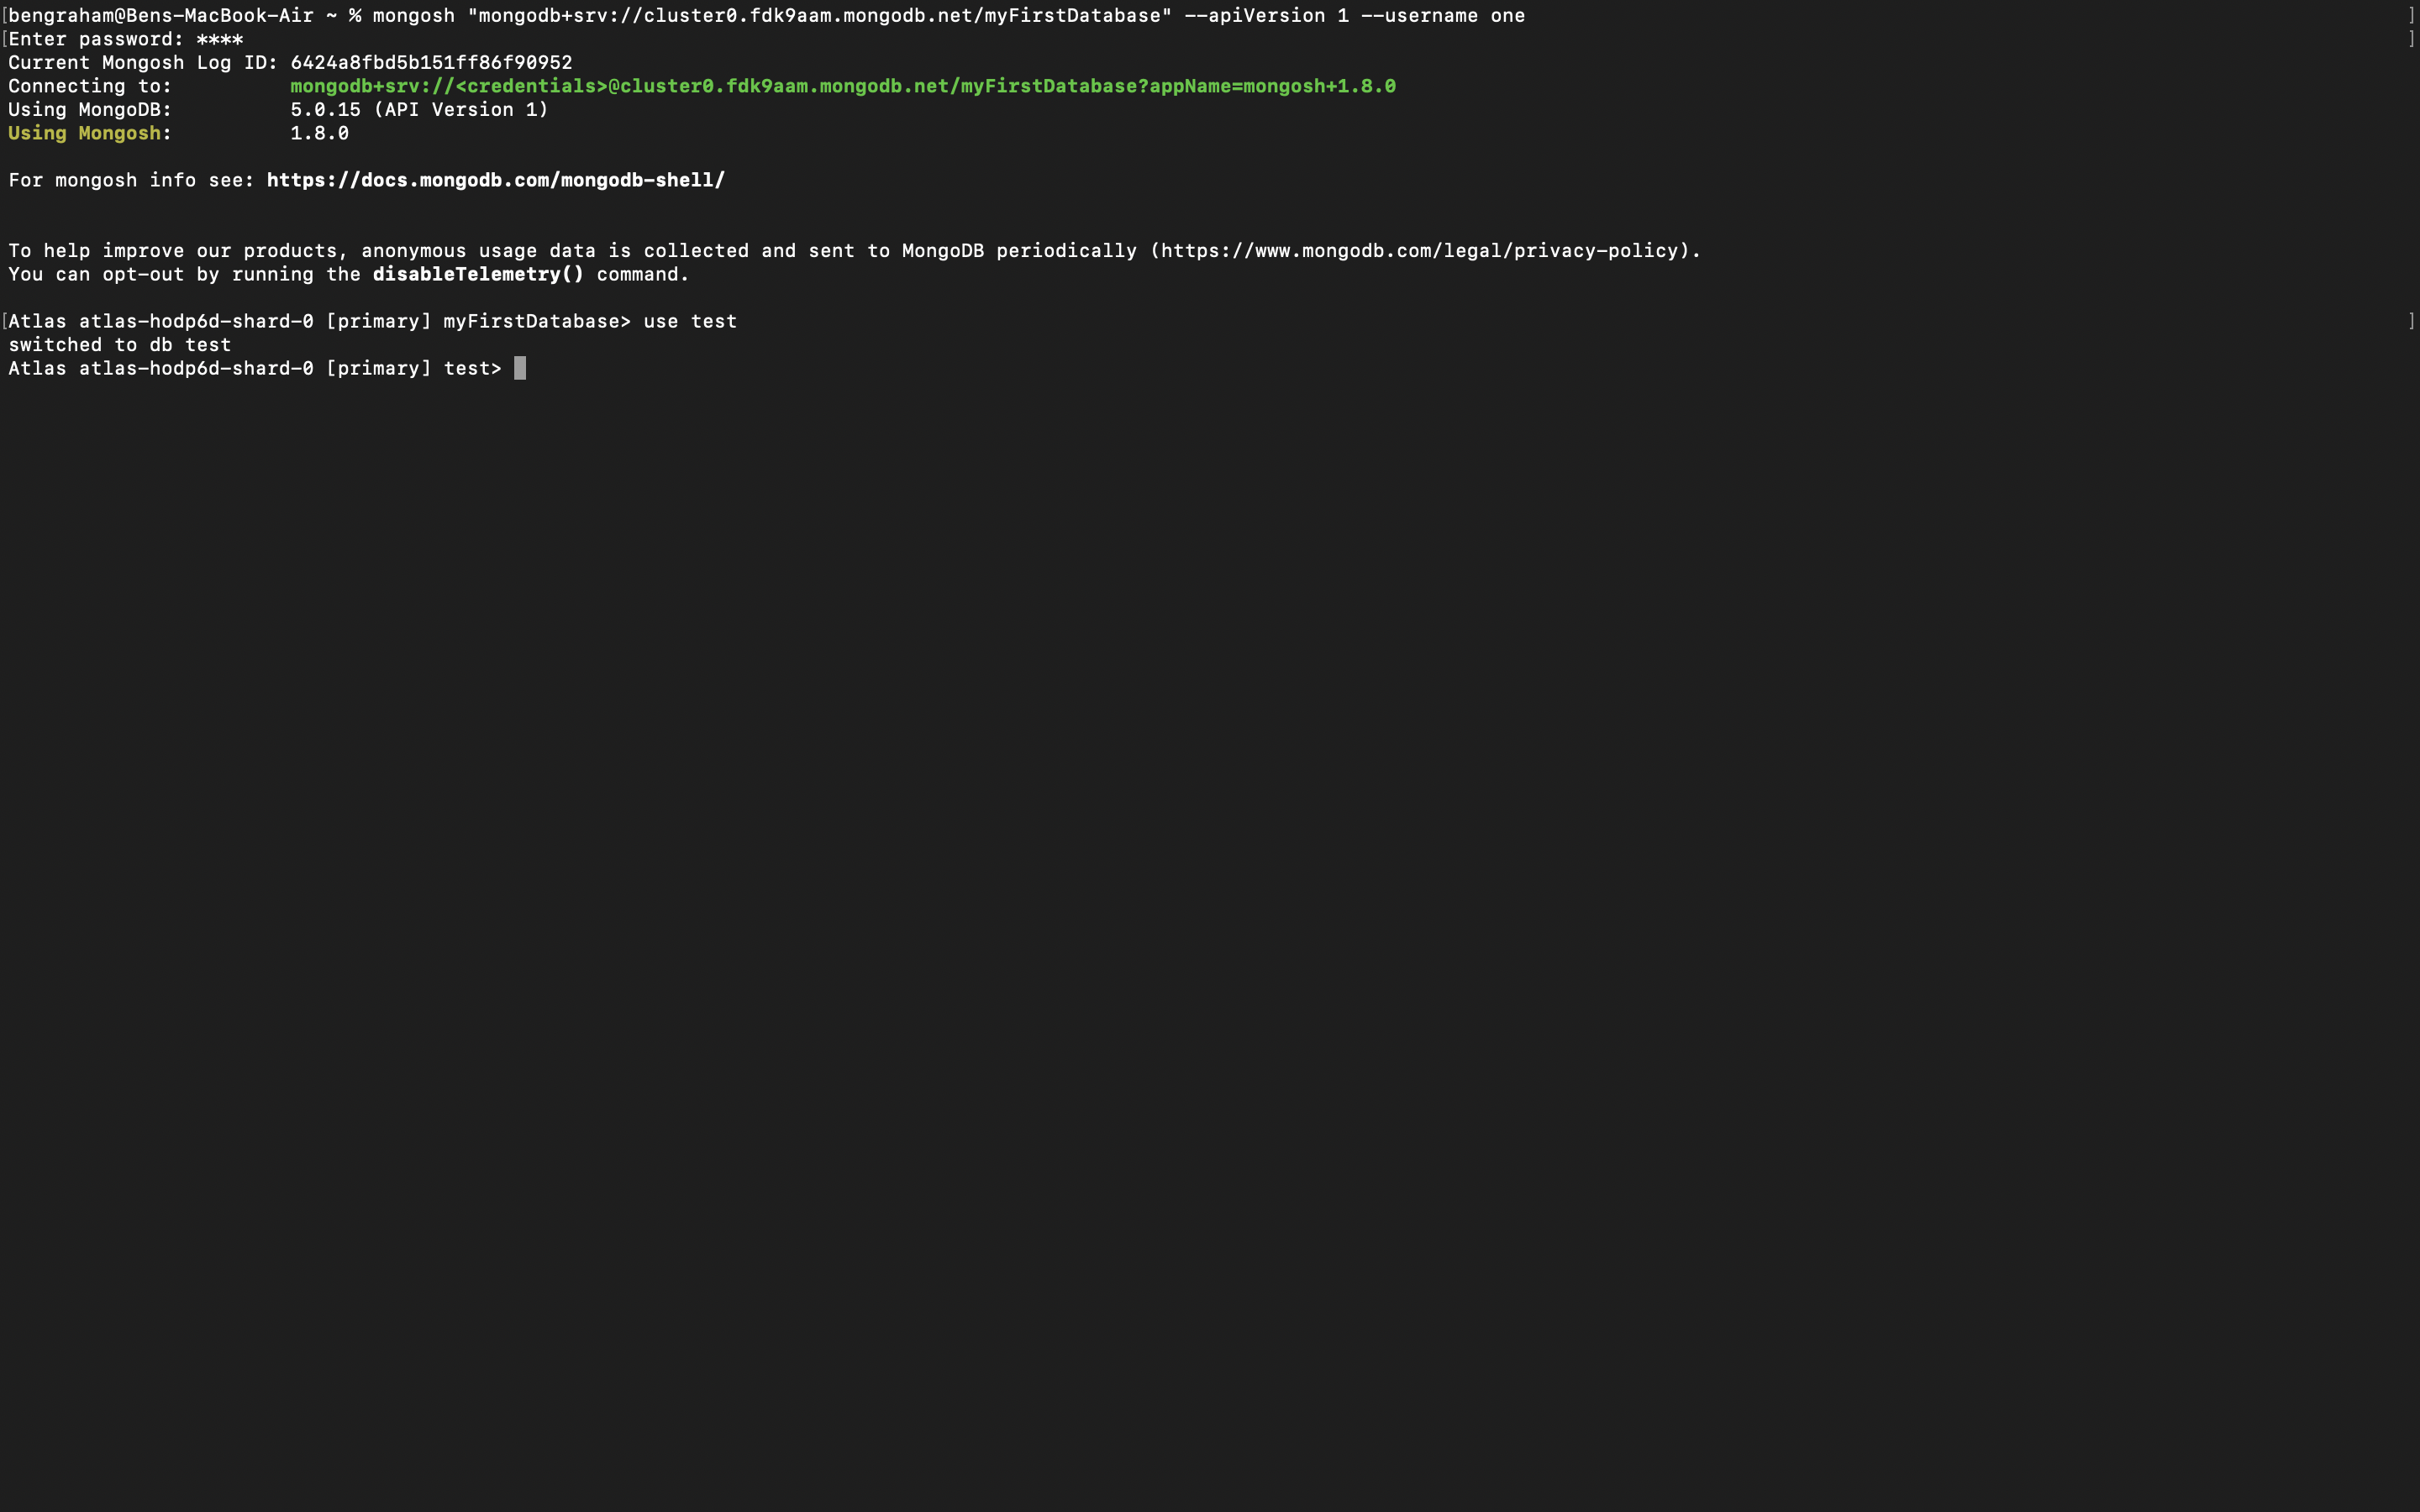 [bengraham@Bens-MacBook-Air ~ % mongosh "mongodb+srv://cluster0.fdk9aam.mongodb.net/myFirstDatabase" --apiVersion 1 --username one ]
[Enter password: **** ]
Current Mongosh Log ID: 6424a8fbd5b151ff86f90952
Connecting to: mongodb+srv://<credentials>@cluster0.fdk9aam.mongodb.net/myFirstDatabase?appName=mongosh+1.8.0
Using MongoDB: 5.0.15 (API Version 1)
Using Mongosh: 1.8.0
For mongosh info see: https://docs.mongodb.com/mongodb-shell/
To help improve our products, anonymous usage data is collected and sent to MongoDB periodically (https://www.mongodb.com/legal/privacy-policy).
You can opt-out by running the disableTelemetry() command.
[Atlas atlas-hodp6d-shard-0 [primary] myFirstDatabase> use test ]
switched to db test
Atlas atlas-hodp6d-shard-0 [primary] test>